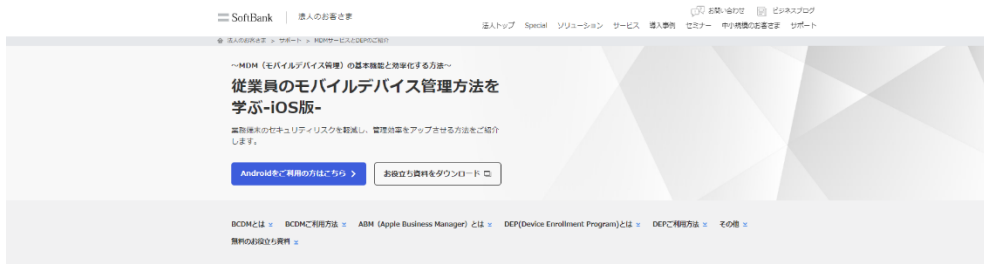 SoftBank 法人のお客さま
お問い合わせ ビジネスブログ
法人トップ Special ソリューション サービス 導入事例 セミナー 中小規模のお客さま サポート
法人のお客さま > サポート > MDMサービスとDEPのご紹介
～MDM（モバイルデバイス管理）の基本機能と効率化する方法～
従業員のモバイルデバイス管理方法を
学ぶ-iOS版-
業務端末のセキュリティリスクを軽減し、管理効率をアップさせる方法をご紹介
します。
Androidをご利用の方はこちら
お役立ち資料をダウンロード
BCDMとは BCDMご利用方法 ABM（Apple Business Manager）とは DEP(Device Enrollment Program)とは DEPご利用方法 その他
無料のお役立ち資料